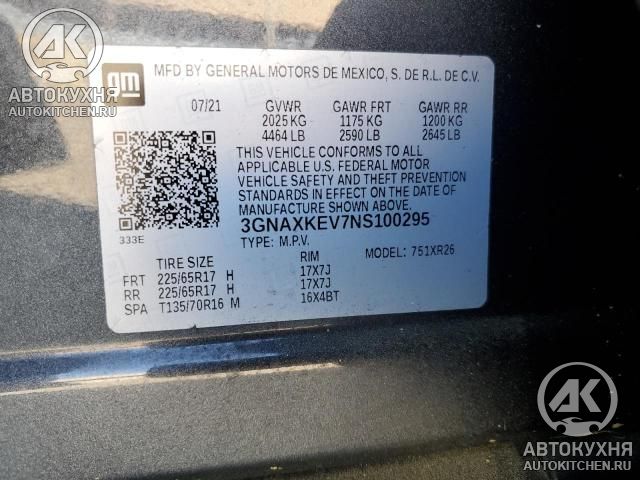 AK
АВТОКУХНЯ
AUTOKITCHEN.RU
gm
MFD BY GENERAL MOTORS DE MEXICO, S. DE R.L. DE C.V.
07/21 GVWR GAWR FRT GAWR RR
2025 KG 1175 KG 1200 KG
4464 LB 2590 LB 2645 LB
THIS VEHICLE CONFORMS TO ALL
APPLICABLE U.S. FEDERAL MOTOR
VEHICLE SAFETY AND THEFT PREVENTION
STANDARDS IN EFFECT ON THE DATE OF
MANUFACTURE SHOWN ABOVE.
333E
3GNAXKEV7NS100295
TYPE: M.P.V. MODEL: 751XR26
TIRE SIZE RIM
FRT 225/65R17 H 17X7J
RR 225/65R17 H 17X7J
SPA T135/70R16 M 16X4BT
AK
АВТОКУХНЯ
AUTOKITCHEN.RU